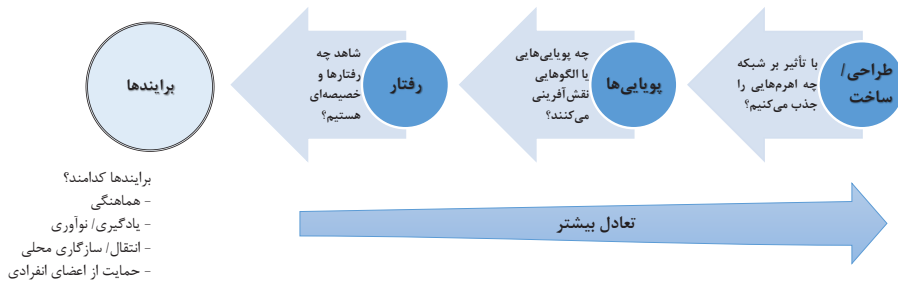 طراحی/
ساخت
با تأثیر بر شبکه
چه اهرم‌هایی را
جذب می‌کنیم؟
پویایی‌ها
چه پویایی‌هایی
یا الگوهایی
نقش‌آفرینی
می‌کنند؟
رفتار
شاهد چه
رفتارها و
خصیصه‌ای
هستیم؟
برایندها
برایندها کدامند؟
- هماهنگی
- یادگیری/ نوآوری
- انتقال/ سازگاری محلی
- حمایت از اعضای انفرادی
تعادل بیشتر